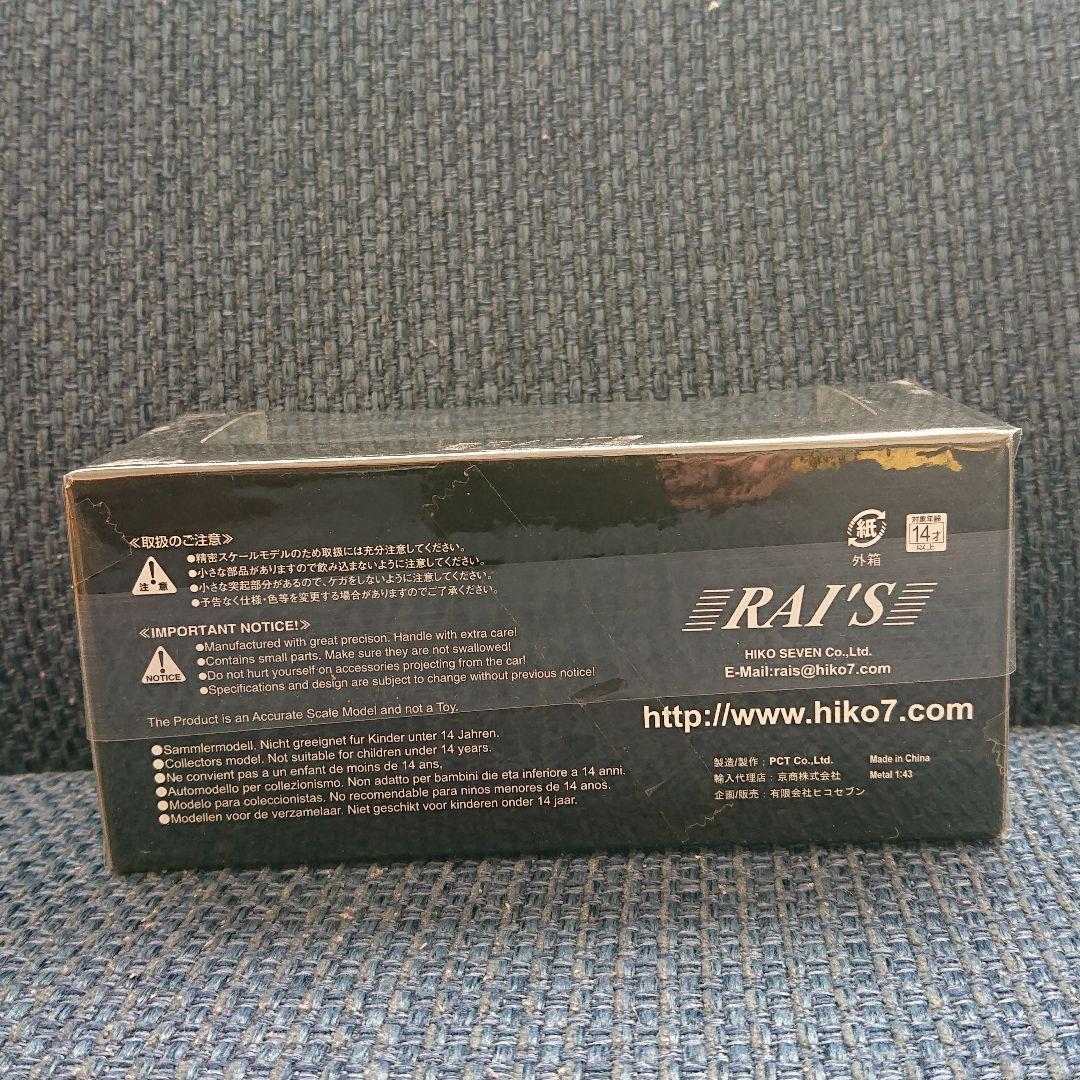 ≪取扱のご注意≫
注 意
●精密スケールモデルのため取扱には充分注意してください。
●小さな部品がありますので飲み込まないように注意してください。
●小さな突起部分があるので、ケガをしないように注意してください。
●予告なく仕様・色等を変更する場合がありますのでご了承ください。
≪IMPORTANT NOTICE!≫
NOTICE
●Manufactured with great precison. Handle with extra care!
●Contains small parts. Make sure they are not swallowed!
●Do not hurt yourself on accessories projecting from the car!
●Specifications and design are subject to change without previous notice!
The Product is an Accurate Scale Model and not a Toy.
●Sammlermodell. Nicht geeignet fur Kinder unter 14 Jahren.
●Collectors model. Not suitable for children under 14 years.
●Ne convient pas a un enfant de moins de 14 ans,
●Automodello per collezionismo. Non adatto per bambini die eta inferiore a 14 anni.
●Modelo para coleccionistas. No recomendable para ninos menores de 14 anos.
●Modellen voor de verzamelaar. Niet geschikt voor kinderen onder 14 jaar.
紙
外箱
対象年齢
14才
以上
RAI'S
HIKO SEVEN Co.,Ltd.
E-Mail:rais@hiko7.com
http://www.hiko7.com
製造/製作：PCT Co.,Ltd.
輸入代理店：京商株式会社
企画/販売：有限会社ヒコセブン
Made in China
Metal 1:43